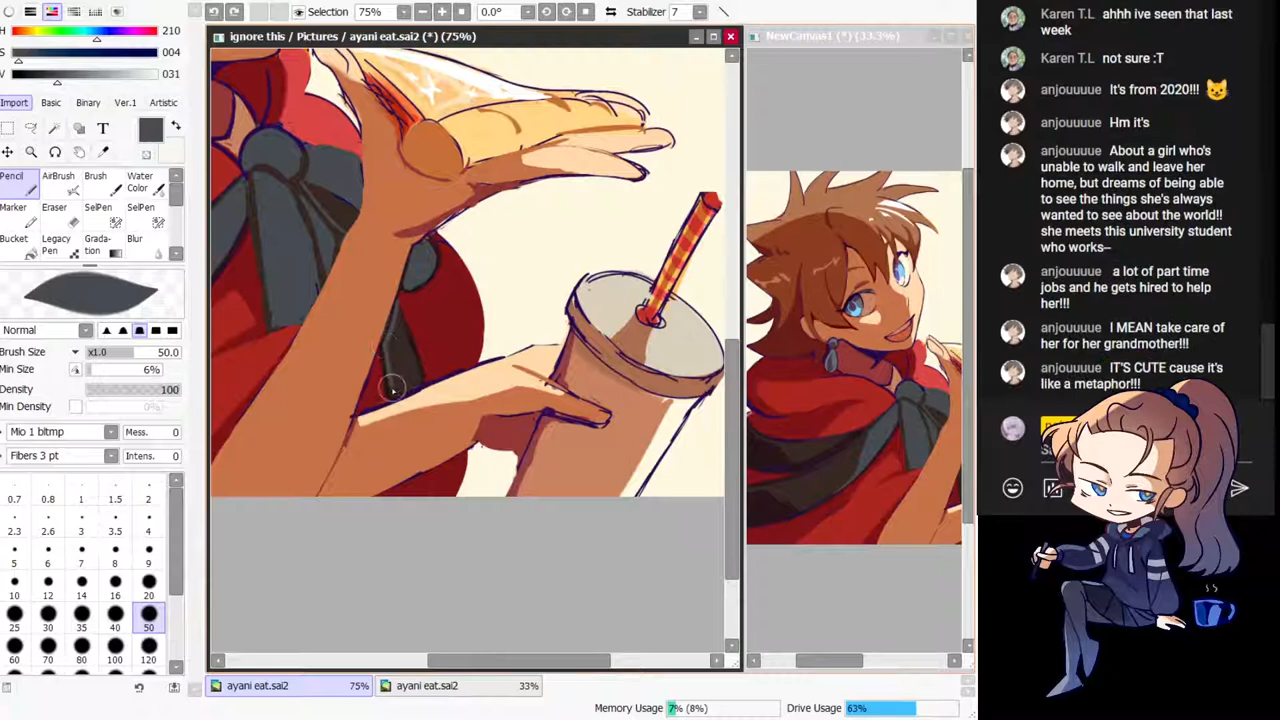 H
210
S
004
V
031
Import
Basic
Binary
Ver.1
Artistic
T
Pencil
AirBrush
Brush
Water
Color
Marker
Eraser
SelPen
SelPen
Bucket
Legacy
Pen
Grada-
tion
Blur
Normal
Brush Size
x1.0
50.0
Min Size
6%
Density
100
Min Density
0%
Mio 1 bltmp
Mess.
0
Fibers 3 pt
Intens.
0
0.7
0.8
1
1.5
2
2.3
2.6
3
3.5
4
5
6
7
8
9
10
12
14
16
20
25
30
35
40
50
60
70
80
100
120
Selection
75%
0.0°
Stabilizer
7
ignore this / Pictures / ayani eat.sai2 (*) (75%)
NewCanvas1 (*) (33.3%)
ayani eat.sai2
75%
ayani eat.sai2
33%
Memory Usage
7% (8%)
Drive Usage
63%
Karen T.L ahhh ive seen that last
week
Karen T.L not sure :T
anjouuuue It's from 2020!!!
anjouuuue Hm it's
anjouuuue About a girl who's
unable to walk and leave her
home, but dreams of being able
to see the things she's always
wanted to see about the world!!
she meets this university student
who works--
anjouuuue a lot of part time
jobs and he gets hired to help
her!!!
anjouuuue I MEAN take care of
her for her grandmother!!!
anjouuuue IT'S CUTE cause it's
like a metaphor!!!